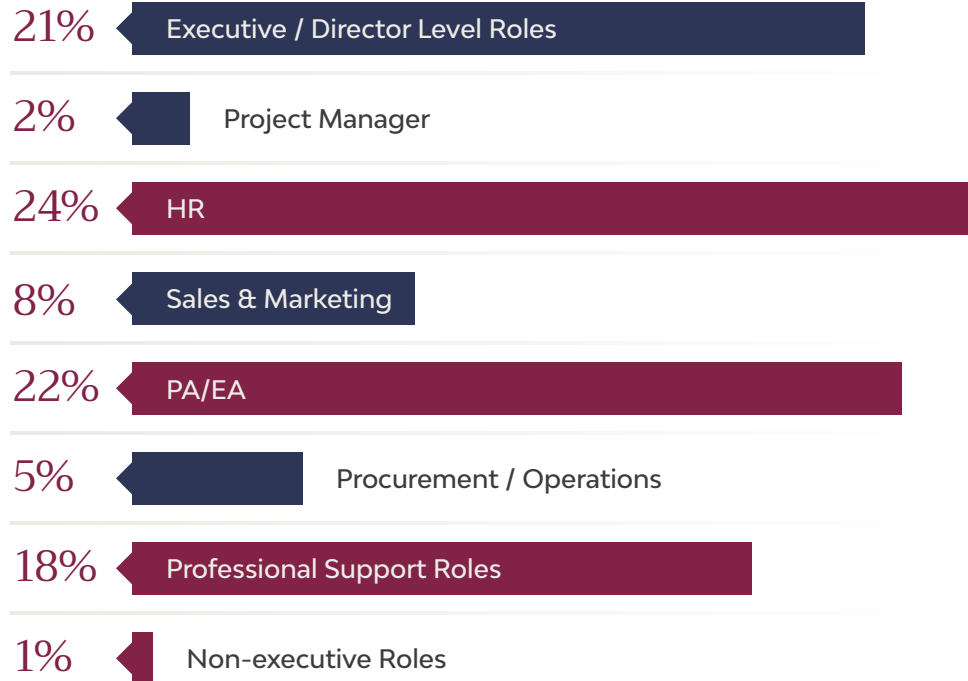 21% Executive / Director Level Roles
2% Project Manager
24% HR
8% Sales & Marketing
22% PA/EA
5% Procurement / Operations
18% Professional Support Roles
1% Non-executive Roles